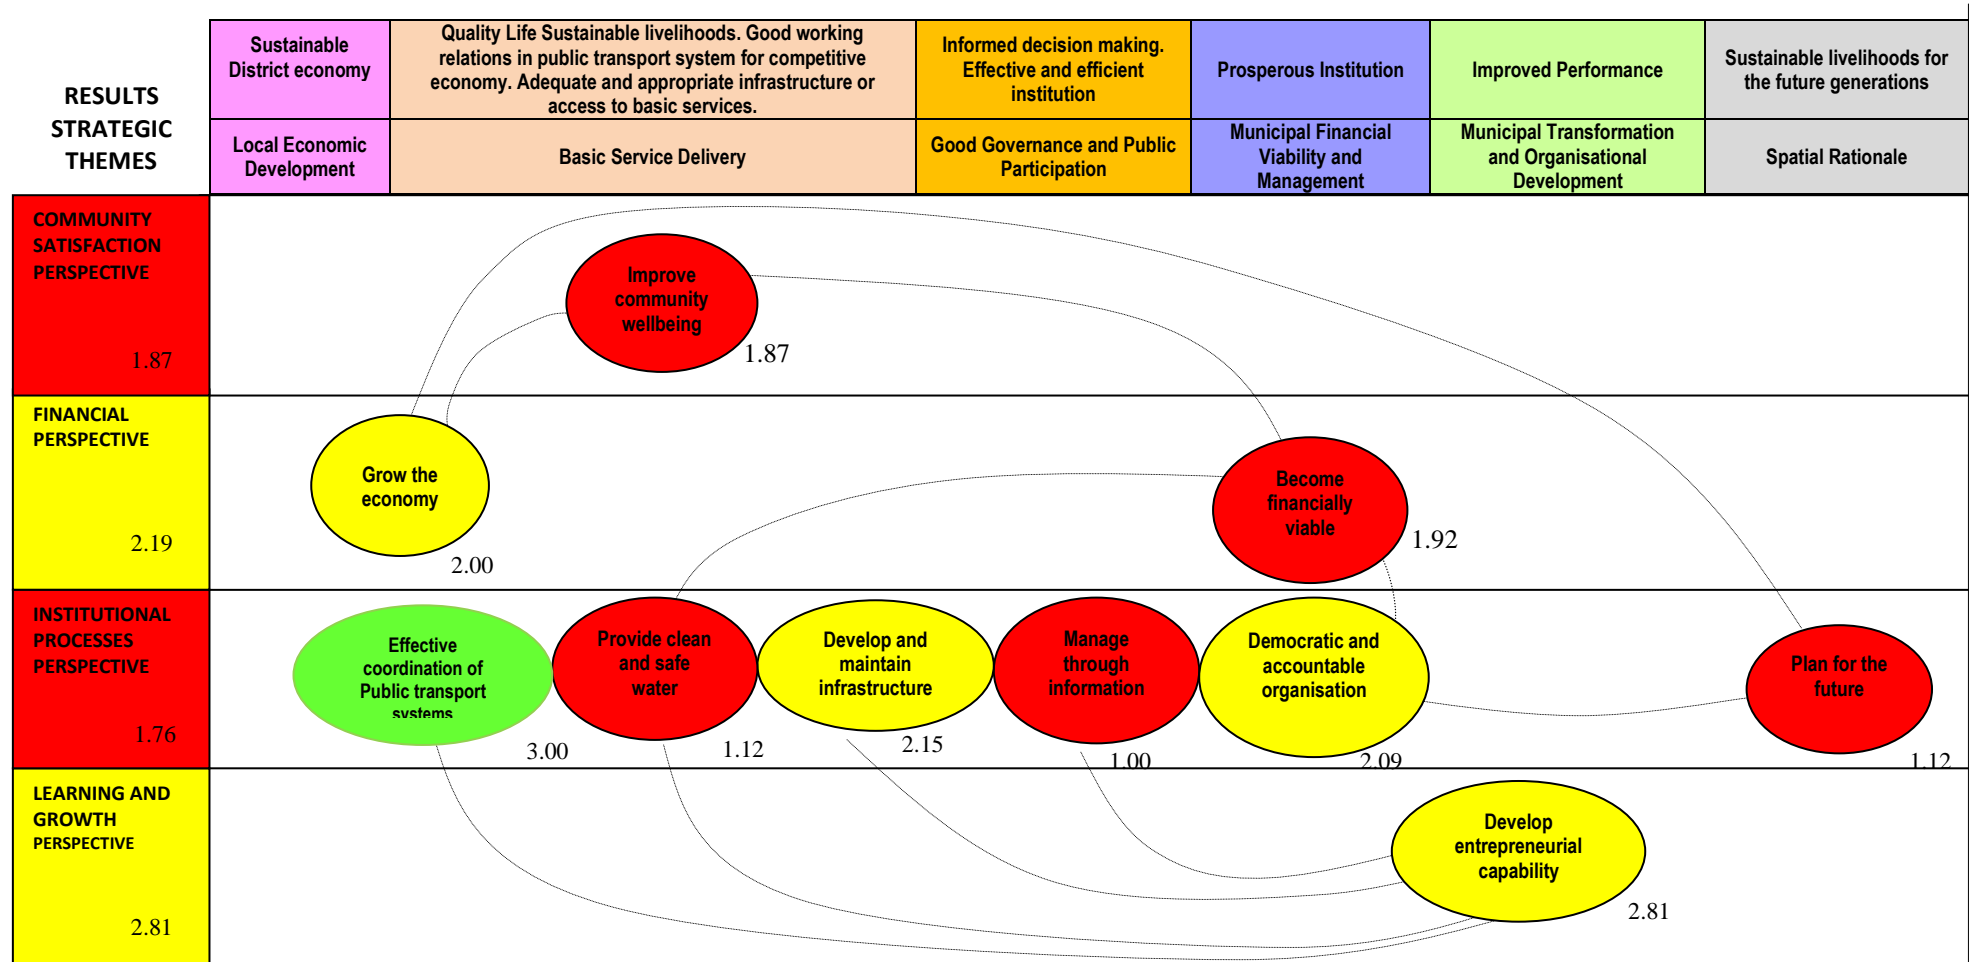 RESULTS
STRATEGIC
THEMES
Sustainable
District economy
Quality Life Sustainable livelihoods. Good working
relations in public transport system for competitive
economy. Adequate and appropriate infrastructure or
access to basic services.
Informed decision making.
Effective and efficient
institution
Prosperous Institution
Improved Performance
Sustainable livelihoods for
the future generations
Local Economic
Development
Basic Service Delivery
Good Governance and Public
Participation
Municipal Financial
Viability and
Management
Municipal Transformation
and Organisational
Development
Spatial Rationale
COMMUNITY
SATISFACTION
PERSPECTIVE
1.87
Improve
community
wellbeing
1.87
FINANCIAL
PERSPECTIVE
2.19
Grow the
economy
2.00
Become
financially
viable
1.92
INSTITUTIONAL
PROCESSES
PERSPECTIVE
1.76
Effective
coordination of
Public transport
systems
3.00
Provide clean
and safe
water
1.12
Develop and
maintain
infrastructure
2.15
Manage
through
information
1.00
Democratic and
accountable
organisation
2.09
Plan for the
future
1.12
LEARNING AND
GROWTH
PERSPECTIVE
2.81
Develop
entrepreneurial
capability
2.81